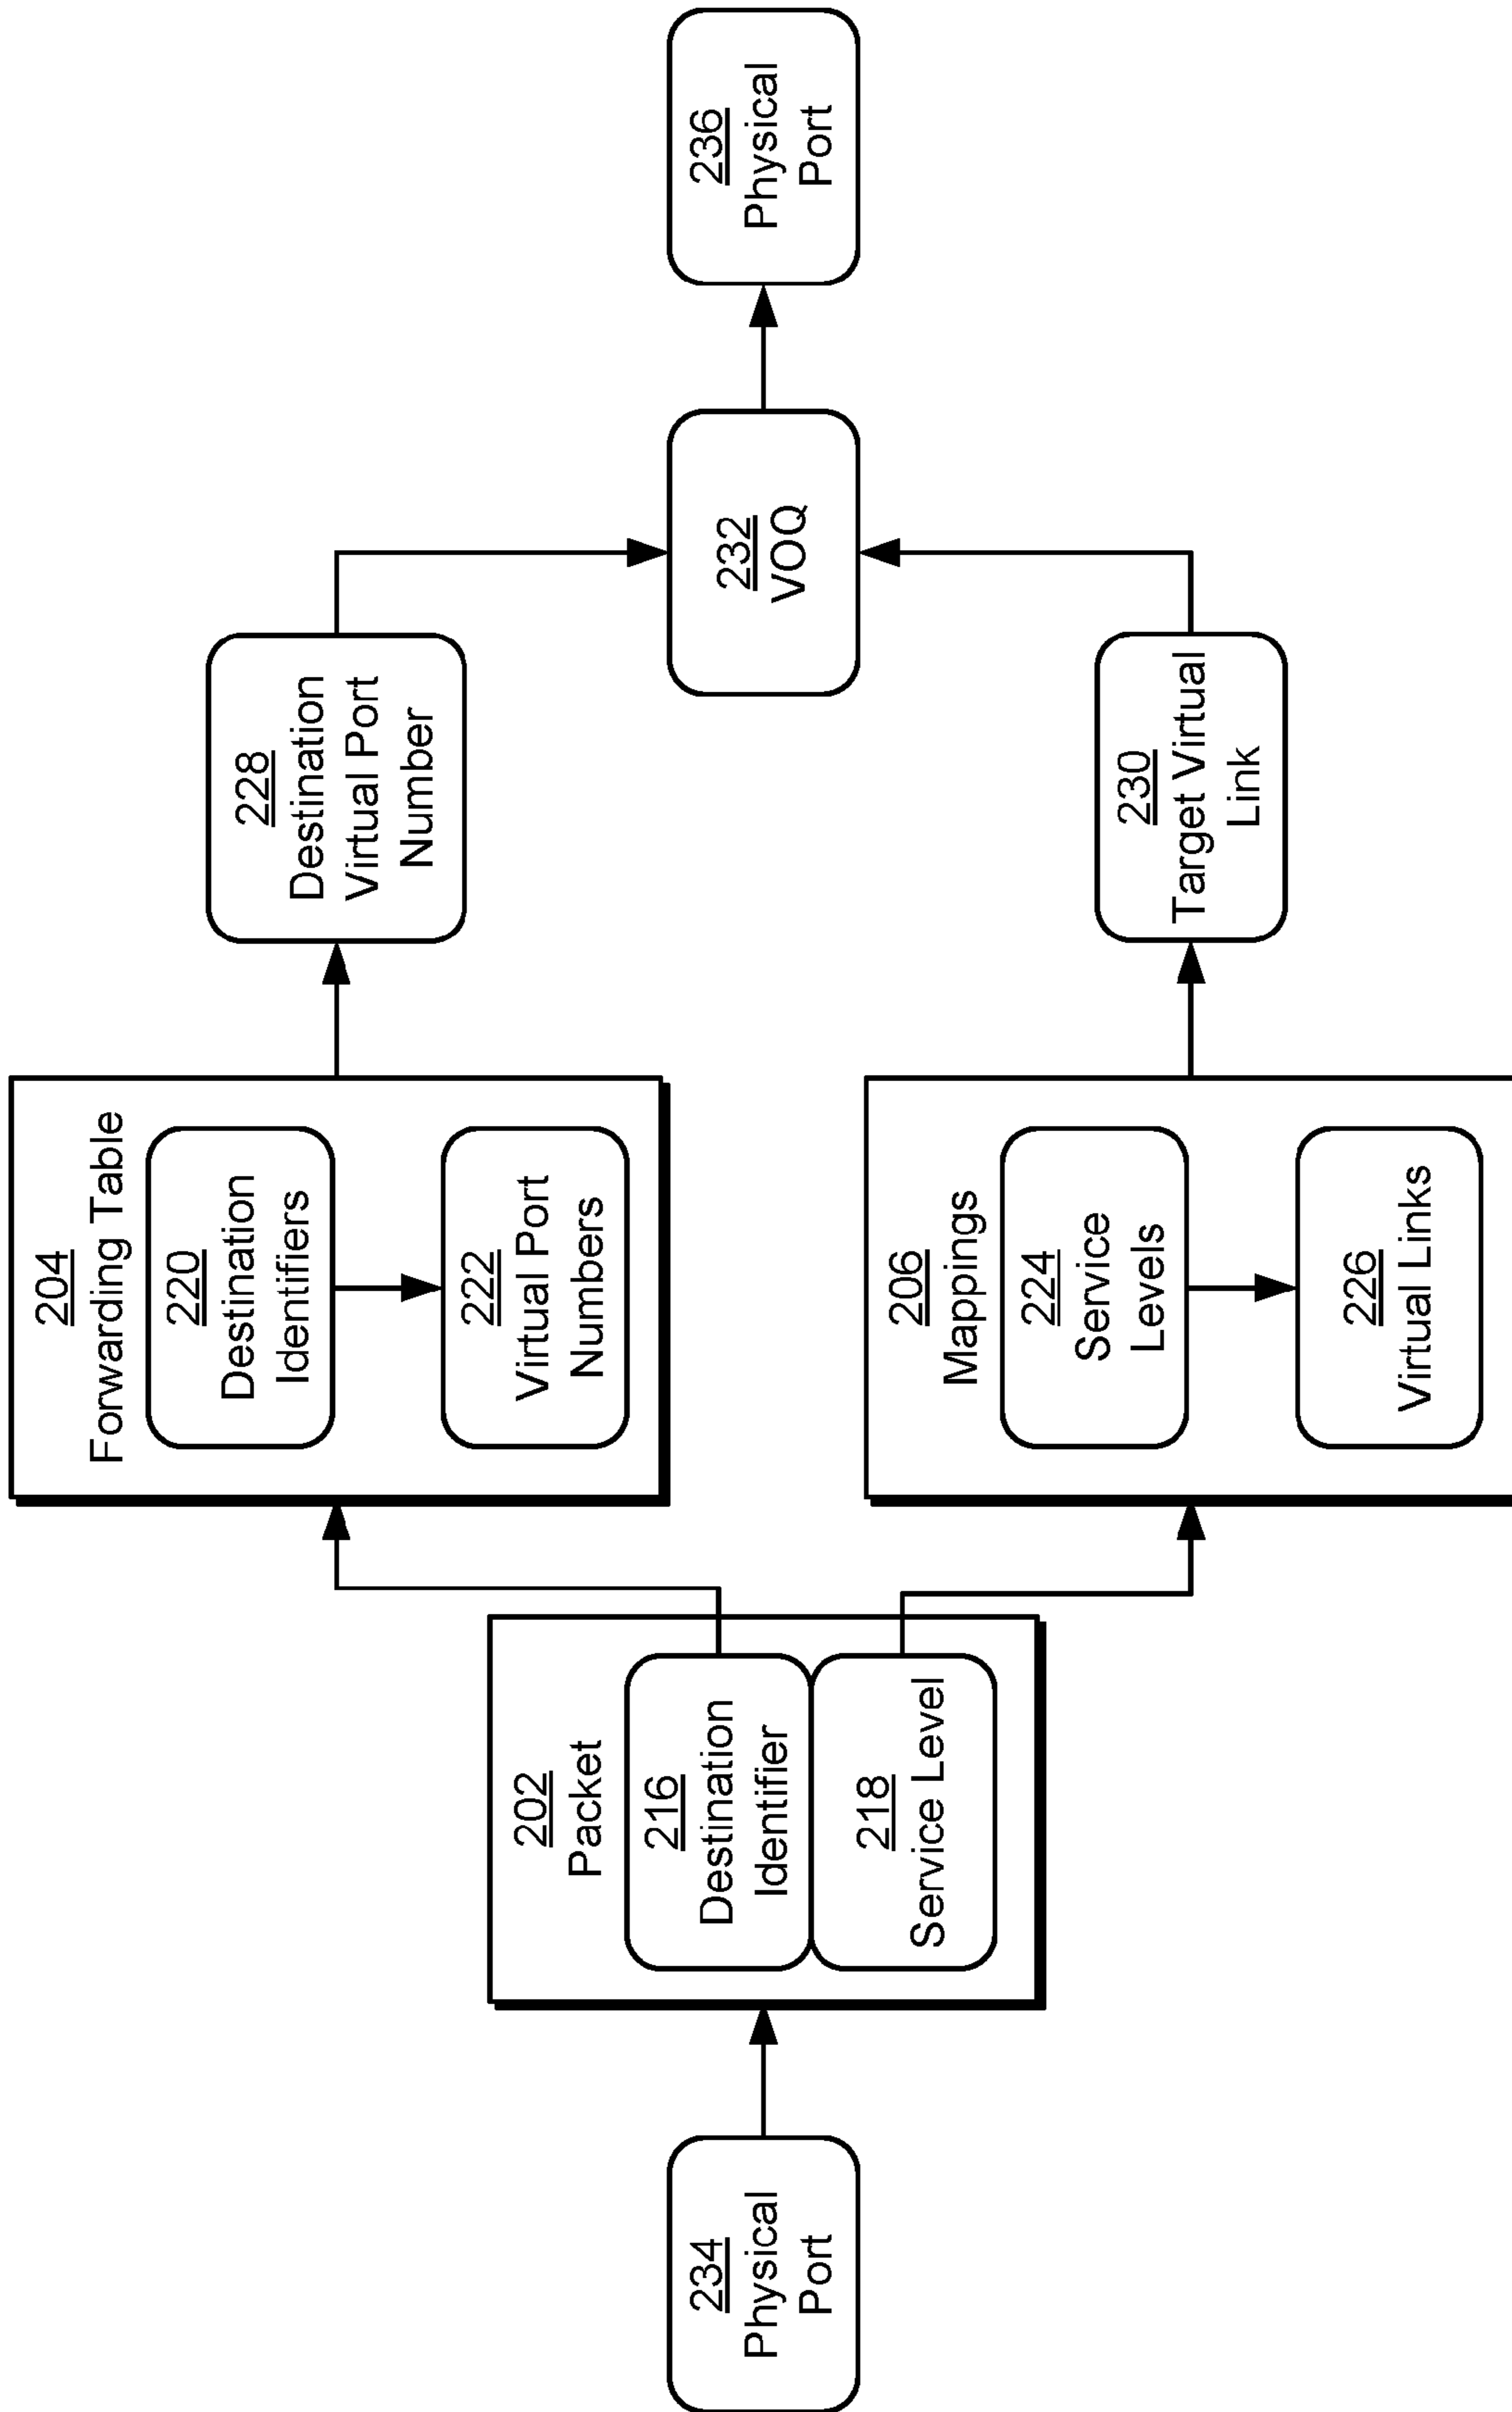 234
Physical
Port
202
Packet
216
Destination
Identifier
218
Service Level
204
Forwarding Table
220
Destination
Identifiers
222
Virtual Port
Numbers
206
Mappings
224
Service
Levels
226
Virtual Links
228
Destination
Virtual Port
Number
230
Target Virtual
Link
232
VOQ
236
Physical
Port